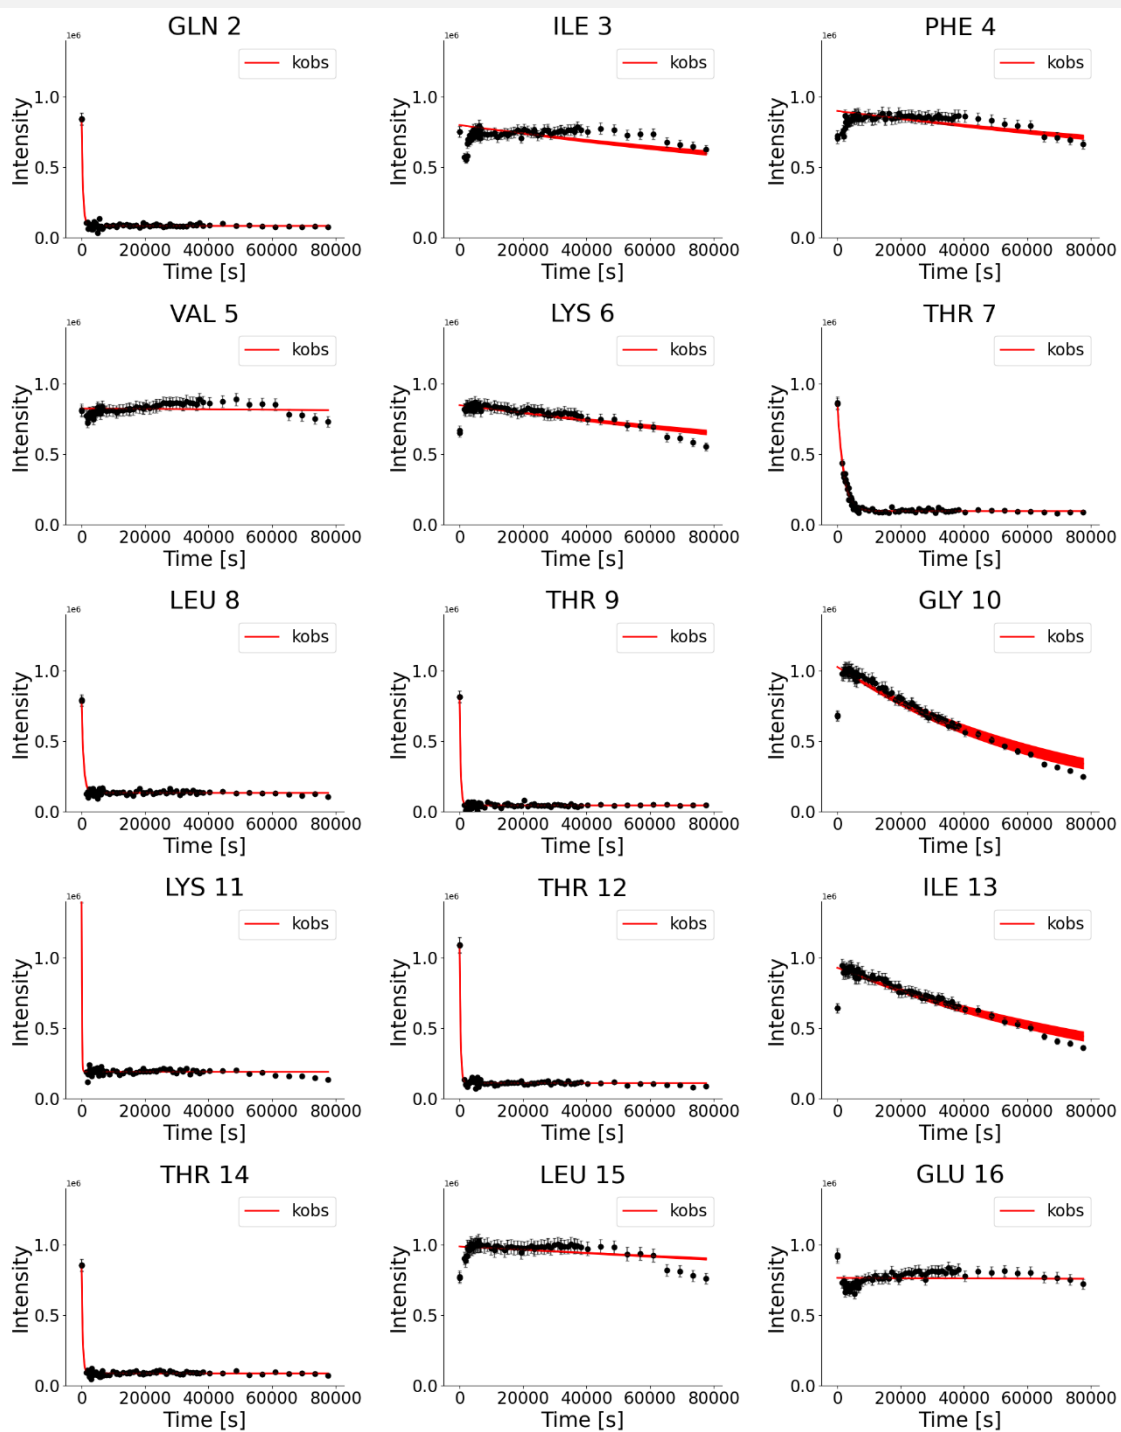 GLN 2
1e6
kobs
1.0
0.5
0.0
Intensity
0 20000 40000 60000 80000
Time [s]
ILE 3
1e6
kobs
1.0
0.5
0.0
Intensity
0 20000 40000 60000 80000
Time [s]
PHE 4
1e6
kobs
1.0
0.5
0.0
Intensity
0 20000 40000 60000 80000
Time [s]
VAL 5
1e6
kobs
1.0
0.5
0.0
Intensity
0 20000 40000 60000 80000
Time [s]
LYS 6
1e6
kobs
1.0
0.5
0.0
Intensity
0 20000 40000 60000 80000
Time [s]
THR 7
1e6
kobs
1.0
0.5
0.0
Intensity
0 20000 40000 60000 80000
Time [s]
LEU 8
1e6
kobs
1.0
0.5
0.0
Intensity
0 20000 40000 60000 80000
Time [s]
THR 9
1e6
kobs
1.0
0.5
0.0
Intensity
0 20000 40000 60000 80000
Time [s]
GLY 10
1e6
kobs
1.0
0.5
0.0
Intensity
0 20000 40000 60000 80000
Time [s]
LYS 11
1e6
kobs
1.0
0.5
0.0
Intensity
0 20000 40000 60000 80000
Time [s]
THR 12
1e6
kobs
1.0
0.5
0.0
Intensity
0 20000 40000 60000 80000
Time [s]
ILE 13
1e6
kobs
1.0
0.5
0.0
Intensity
0 20000 40000 60000 80000
Time [s]
THR 14
1e6
kobs
1.0
0.5
0.0
Intensity
0 20000 40000 60000 80000
Time [s]
LEU 15
1e6
kobs
1.0
0.5
0.0
Intensity
0 20000 40000 60000 80000
Time [s]
GLU 16
1e6
kobs
1.0
0.5
0.0
Intensity
0 20000 40000 60000 80000
Time [s]